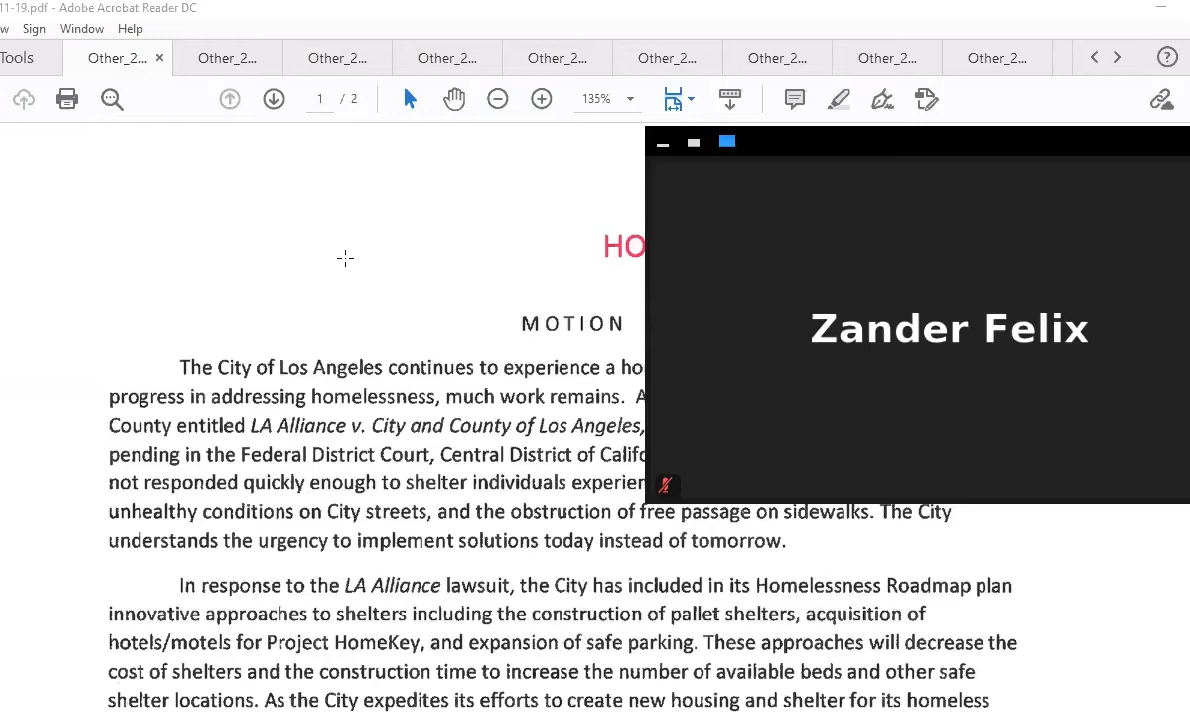 11-19.pdf - Adobe Acrobat Reader DC
w Sign Window Help
Tools Other_2... × Other_2... Other_2... Other_2... Other_2... Other_2... Other_2... Other_2... Other_2...
1 / 2 135%
HO
MOTION
Zander Felix
The City of Los Angeles continues to experience a ho
progress in addressing homelessness, much work remains. A
County entitled LA Alliance v. City and County of Los Angeles,
pending in the Federal District Court, Central District of Califo
not responded quickly enough to shelter individuals experien
unhealthy conditions on City streets, and the obstruction of free passage on sidewalks. The City
understands the urgency to implement solutions today instead of tomorrow.
In response to the LA Alliance lawsuit, the City has included in its Homelessness Roadmap plan
innovative approaches to shelters including the construction of pallet shelters, acquisition of
hotels/motels for Project HomeKey, and expansion of safe parking. These approaches will decrease the
cost of shelters and the construction time to increase the number of available beds and other safe
shelter locations. As the City expedites its efforts to create new housing and shelter for its homeless